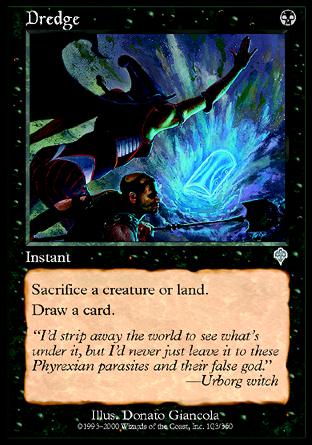 Dredge
Instant
Sacrifice a creature or land.
Draw a card.
“I’d strip away the world to see what’s
under it, but I’d never just leave it to these
Phyrexian parasites and their false god.”
—Urborg witch
Illus. Donato Giancola
©1993–2000 Wizards of the Coast, Inc. 103/350